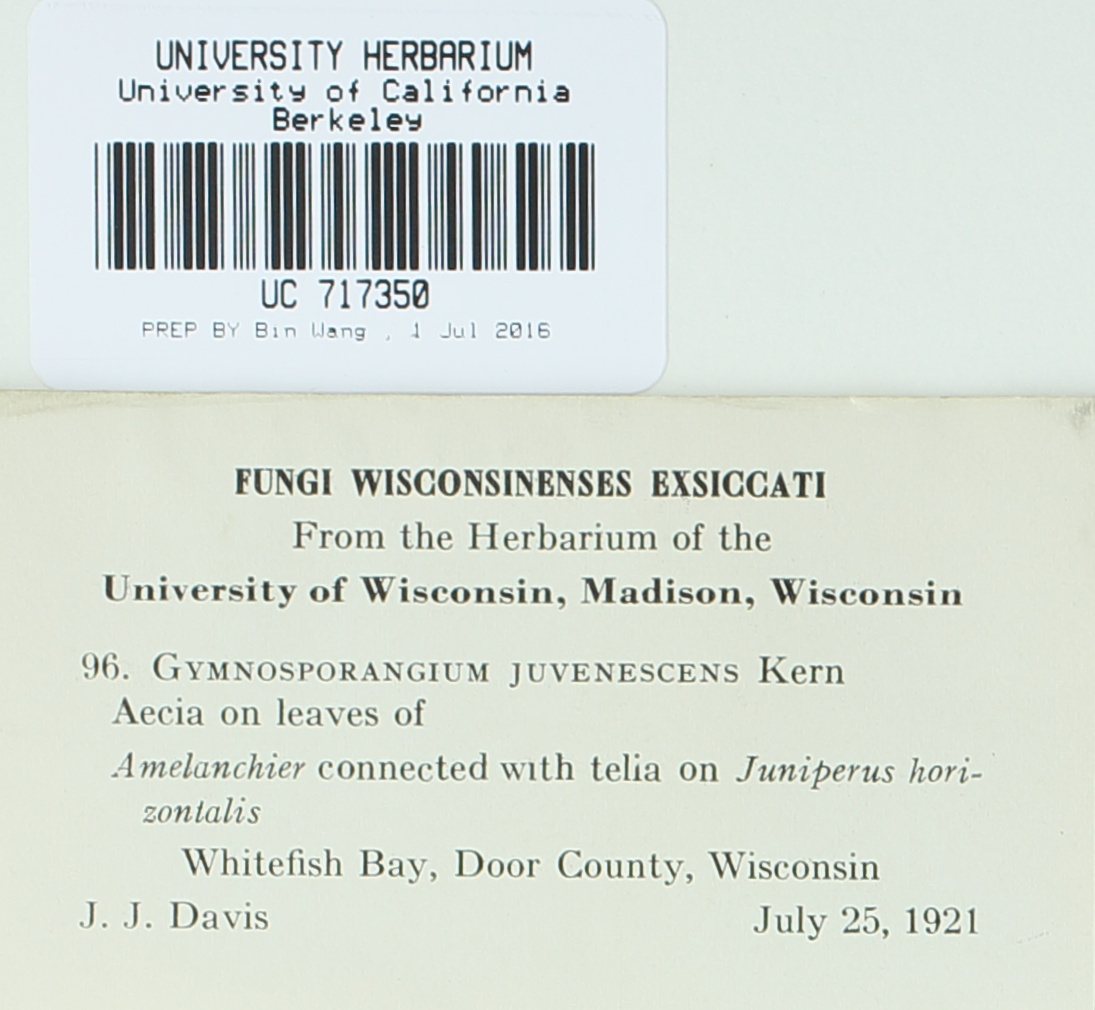 UNIVERSITY HERBARIUM
University of California
Berkeley
UC 717350
PREP BY Bin Wang , 1 Jul 2016
FUNGI WISCONSINENSES EXSICCATI
From the Herbarium of the
University of Wisconsin, Madison, Wisconsin
96. GYMNOSPORANGIUM JUVENESCENS Kern
Aecia on leaves of
Amelanchier connected with telia on Juniperus hori-
zontalis
Whitefish Bay, Door County, Wisconsin
J. J. Davis July 25, 1921